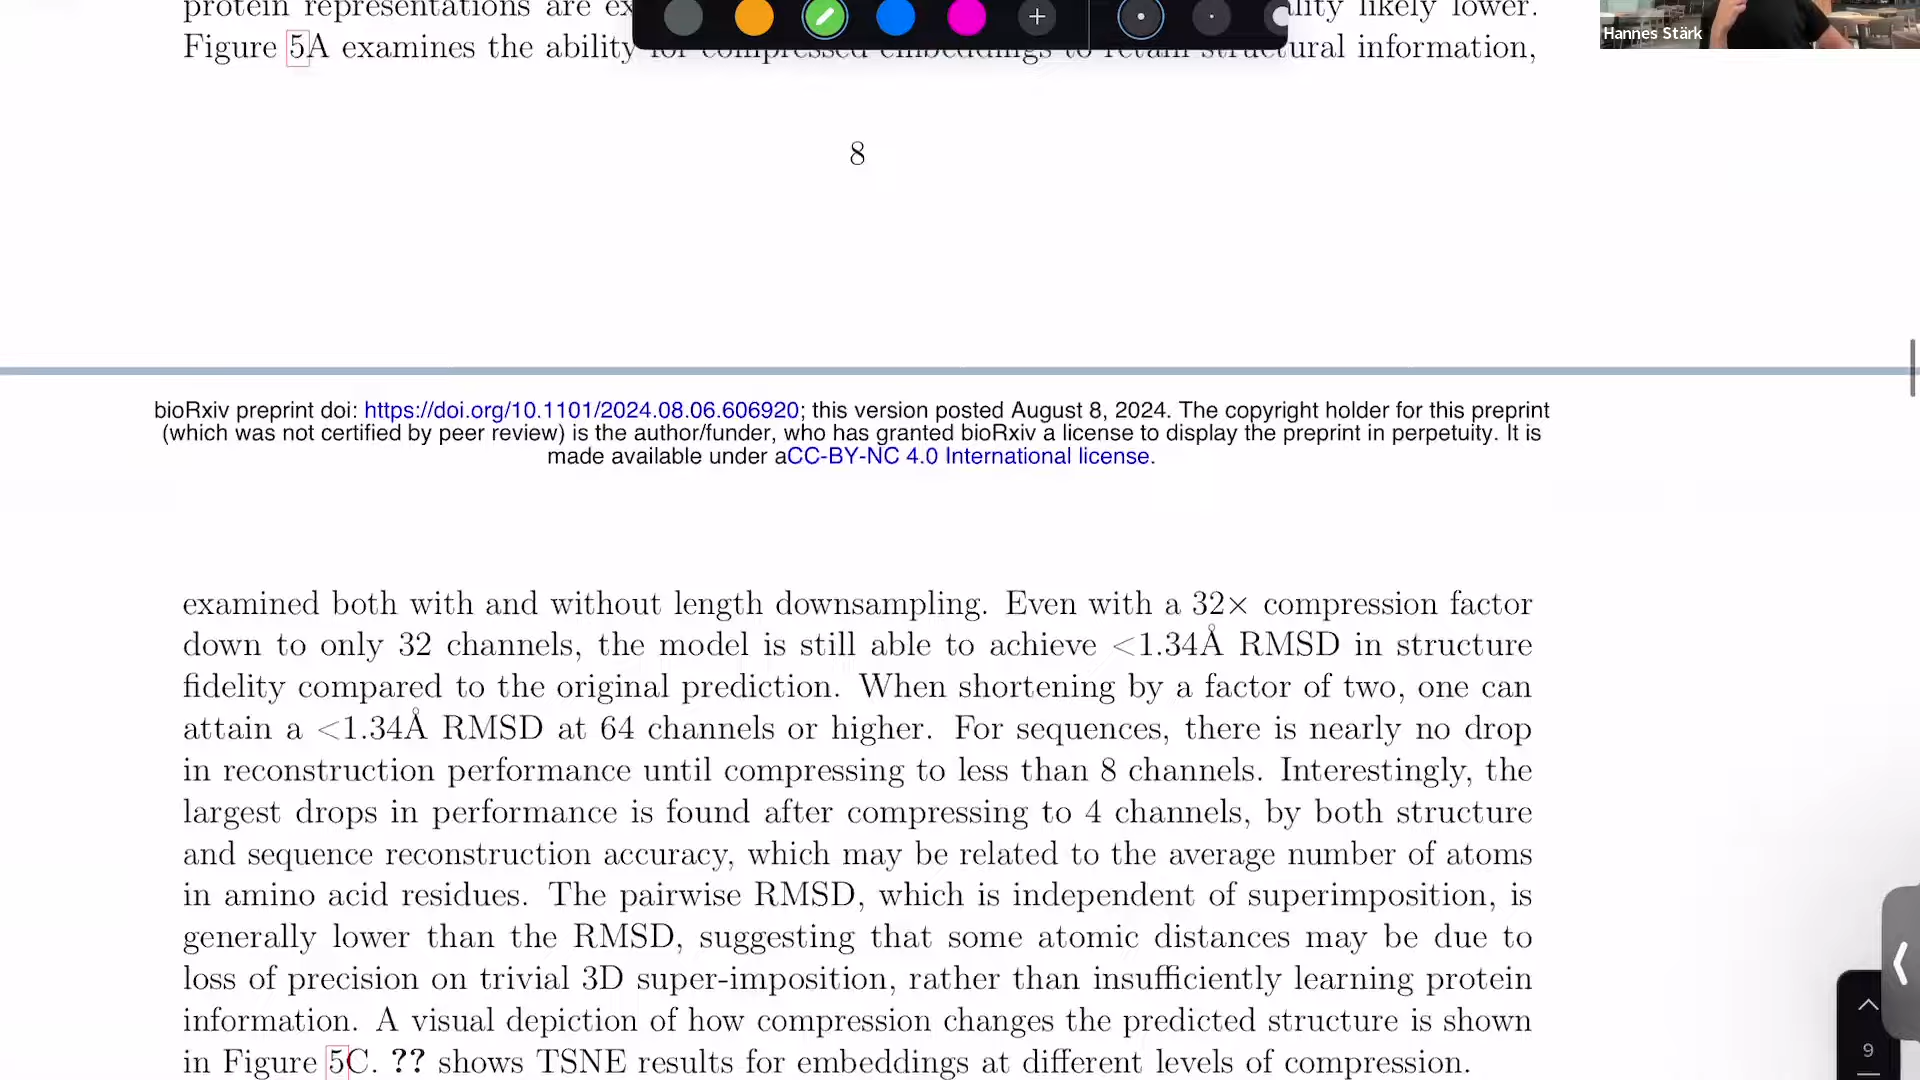 protein representations are ality likely lower.
Hannes Stärk
Figure 5A examines the ability for compressed embeddings to retain structural information,
8
bioRxiv preprint doi: https://doi.org/10.1101/2024.08.06.606920; this version posted August 8, 2024. The copyright holder for this preprint
(which was not certified by peer review) is the author/funder, who has granted bioRxiv a license to display the preprint in perpetuity. It is
made available under aCC-BY-NC 4.0 International license.
examined both with and without length downsampling. Even with a 32× compression factor
down to only 32 channels, the model is still able to achieve <1.34Å RMSD in structure
fidelity compared to the original prediction. When shortening by a factor of two, one can
attain a <1.34Å RMSD at 64 channels or higher. For sequences, there is nearly no drop
in reconstruction performance until compressing to less than 8 channels. Interestingly, the
largest drops in performance is found after compressing to 4 channels, by both structure
and sequence reconstruction accuracy, which may be related to the average number of atoms
in amino acid residues. The pairwise RMSD, which is independent of superimposition, is
generally lower than the RMSD, suggesting that some atomic distances may be due to
loss of precision on trivial 3D super-imposition, rather than insufficiently learning protein
information. A visual depiction of how compression changes the predicted structure is shown
in Figure 5C. ?? shows TSNE results for embeddings at different levels of compression.
9